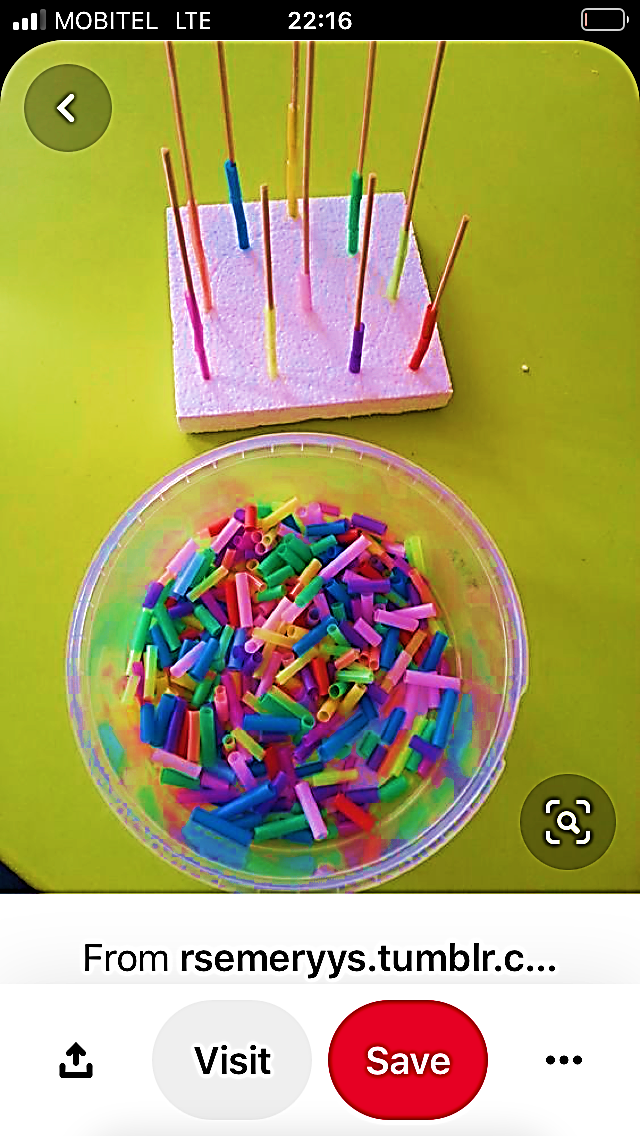 MOBITEL LTE 22:16
From rsemeryys.tumblr.c...
Visit Save